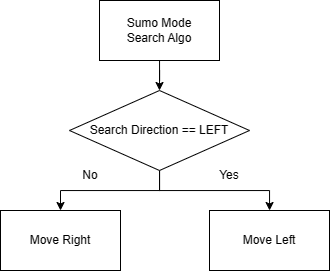 Sumo Mode
Search Algo
Search Direction == LEFT
No
Yes
Move Right
Move Left